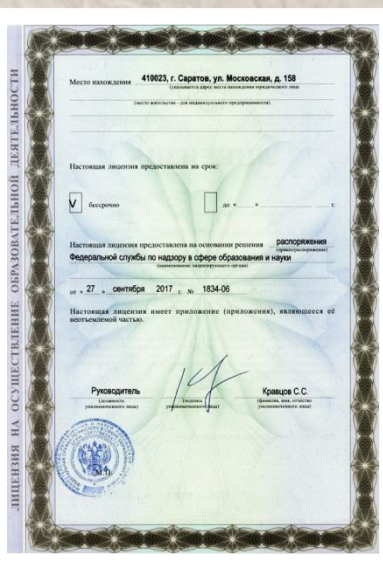 ЛИЦЕНЗИЯ НА ОСУЩЕСТВЛЕНИЕ ОБРАЗОВАТЕЛЬНОЙ ДЕЯТЕЛЬНОСТИ
Место нахождения 410023, г. Саратов, ул. Московская, д. 158
(указывается адрес места нахождения юридического лица
(место жительства - для индивидуального предпринимателя)
Настоящая лицензия предоставлена на срок:
V бессрочно до « » г.
Настоящая лицензия предоставлена на основании решения распоряжения
(приказ/распоряжение)
Федеральной службы по надзору в сфере образования и науки
(наименование лицензирующего органа)
от « 27 » сентября 2017 г. № 1834-06
Настоящая лицензия имеет приложение (приложения), являющееся её
неотъемлемой частью.
Руководитель Кравцов С.С.
(должность (подпись (фамилия, имя, отчество
уполномоченного лица) уполномоченного лица) уполномоченного лица)
М.П.